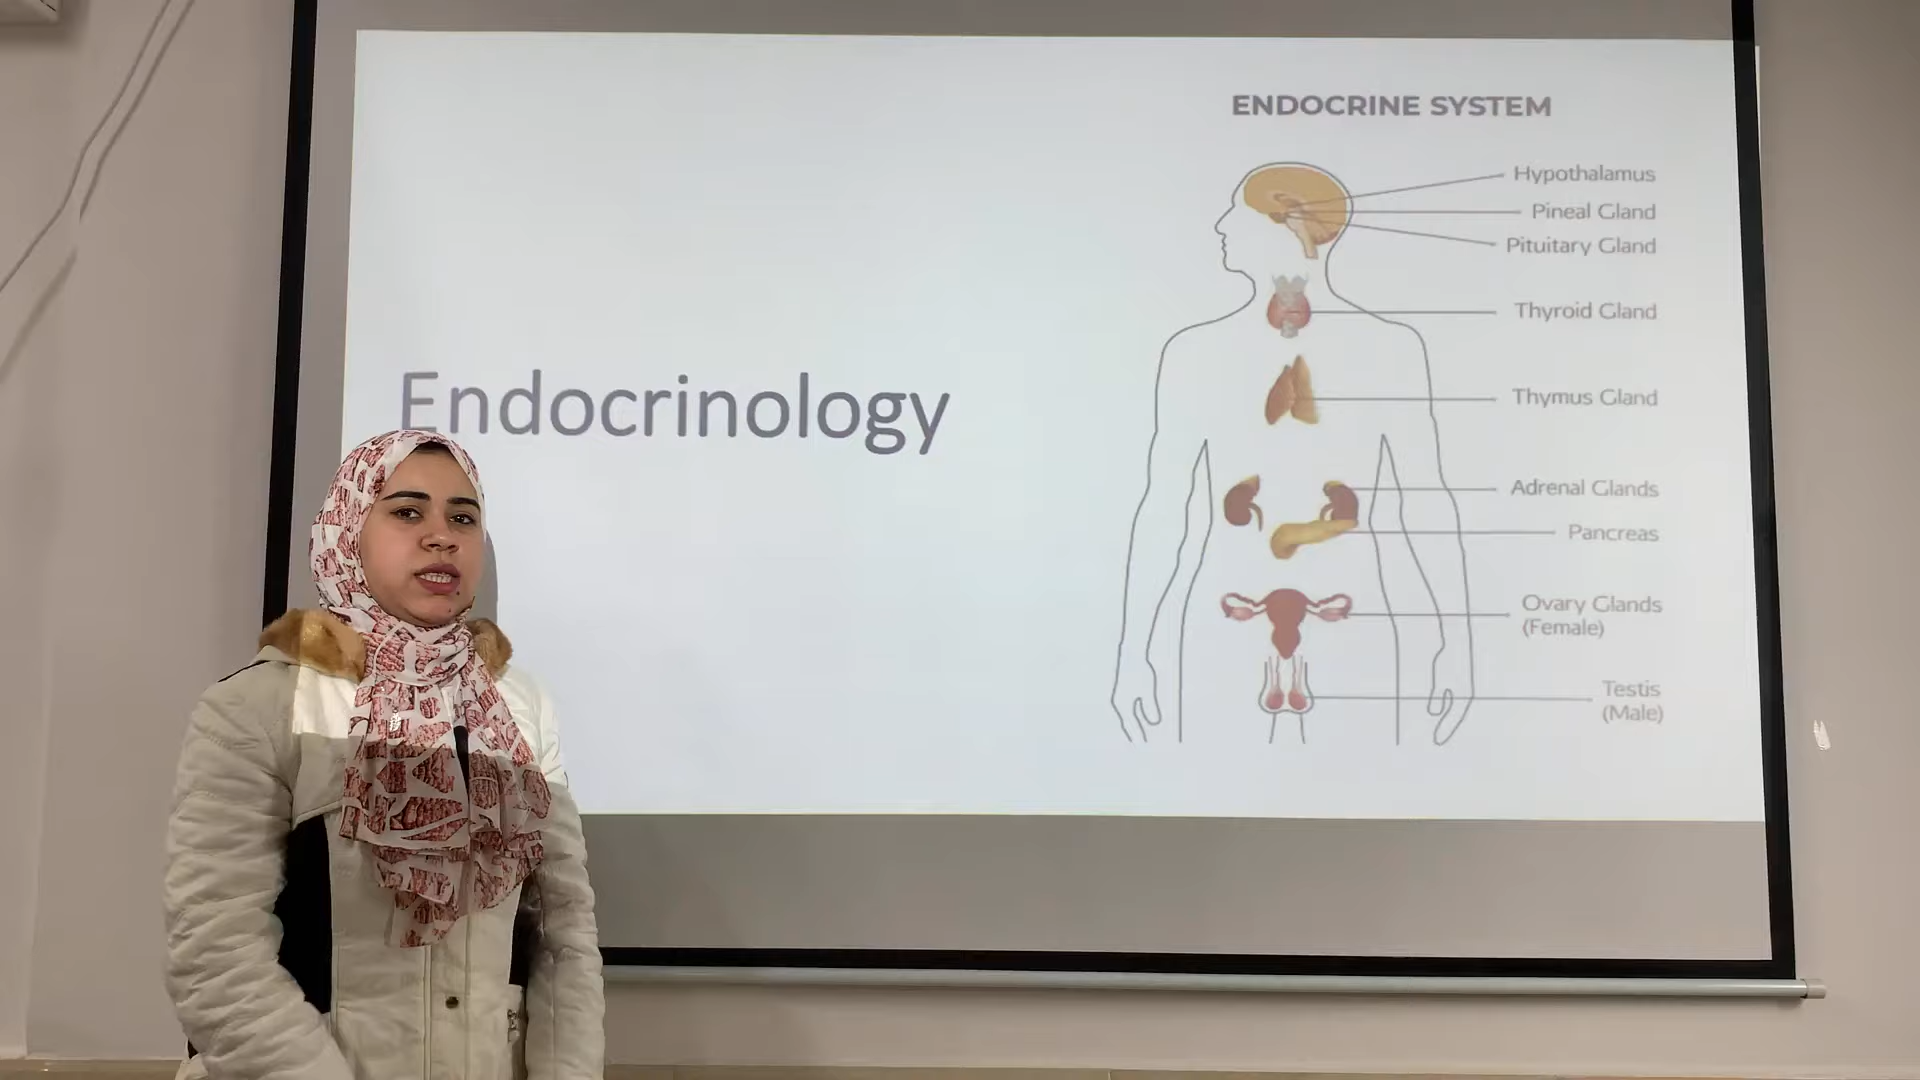 Endocrinology
ENDOCRINE SYSTEM
Hypothalamus
Pineal Gland
Pituitary Gland
Thyroid Gland
Thymus Gland
Adrenal Glands
Pancreas
Ovary Glands
(Female)
Testis
(Male)